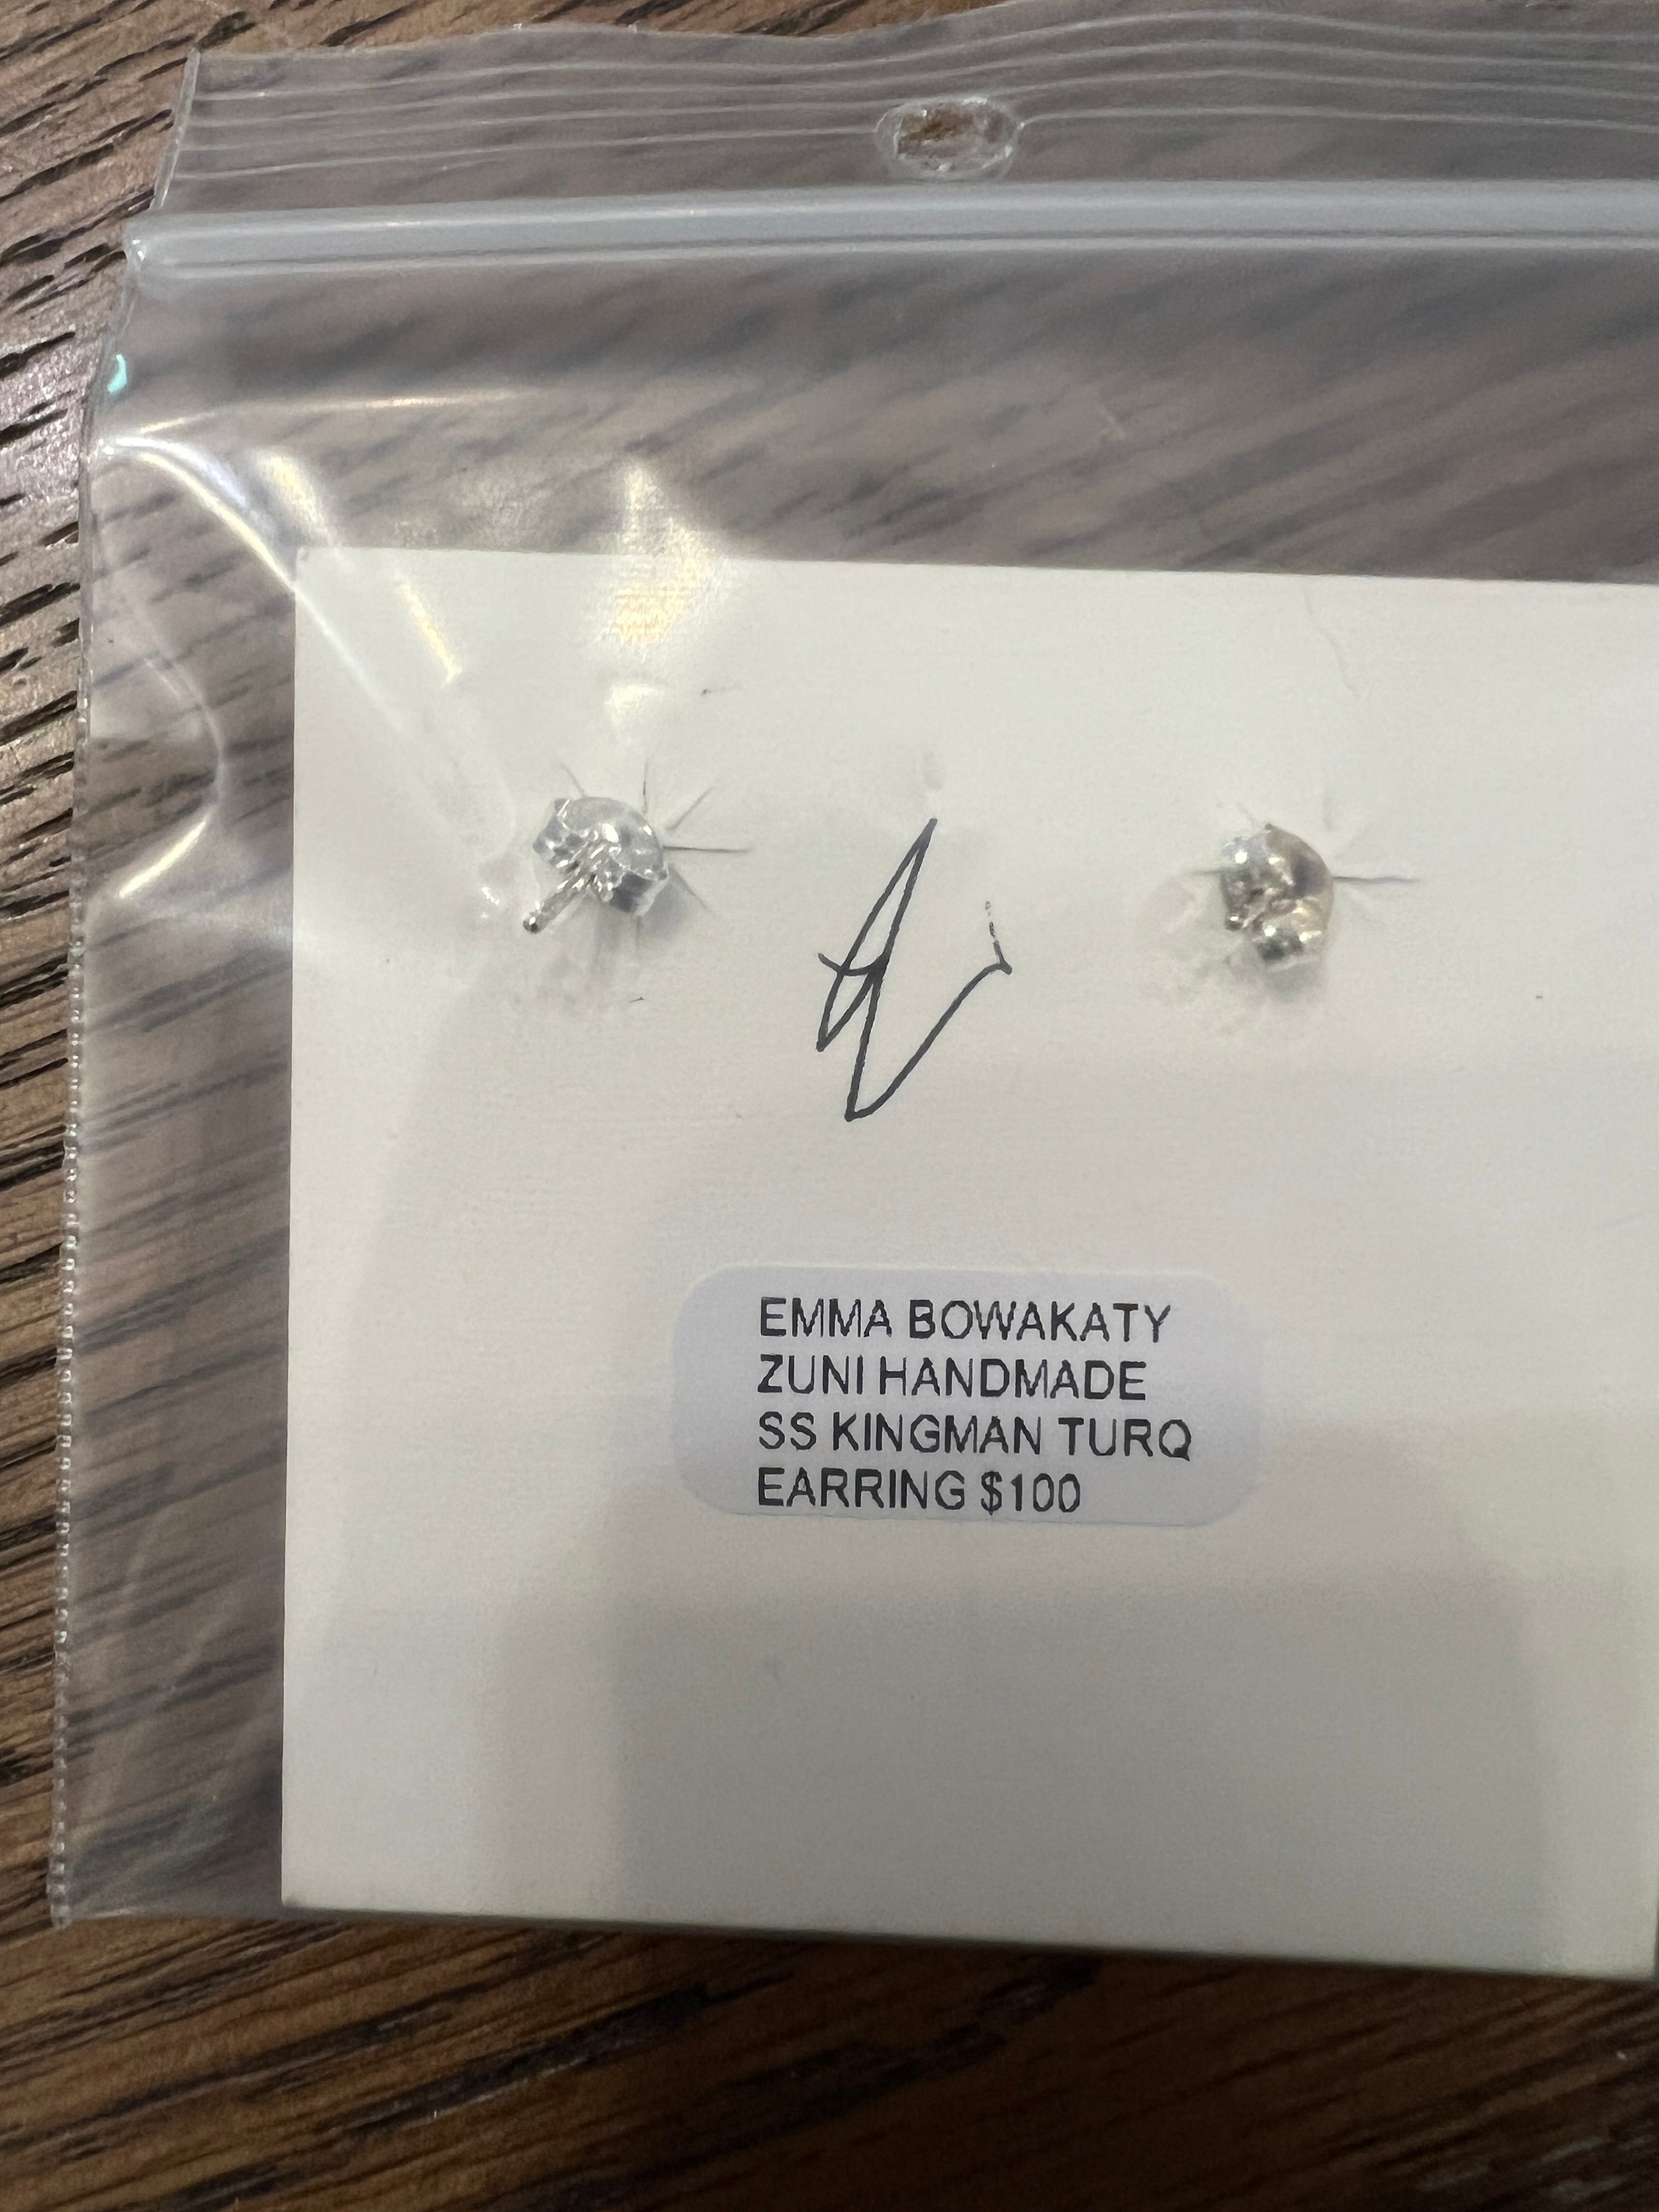 EMMA BOWAKATY
ZUNI HANDMADE
SS KINGMAN TURQ
EARRING $100